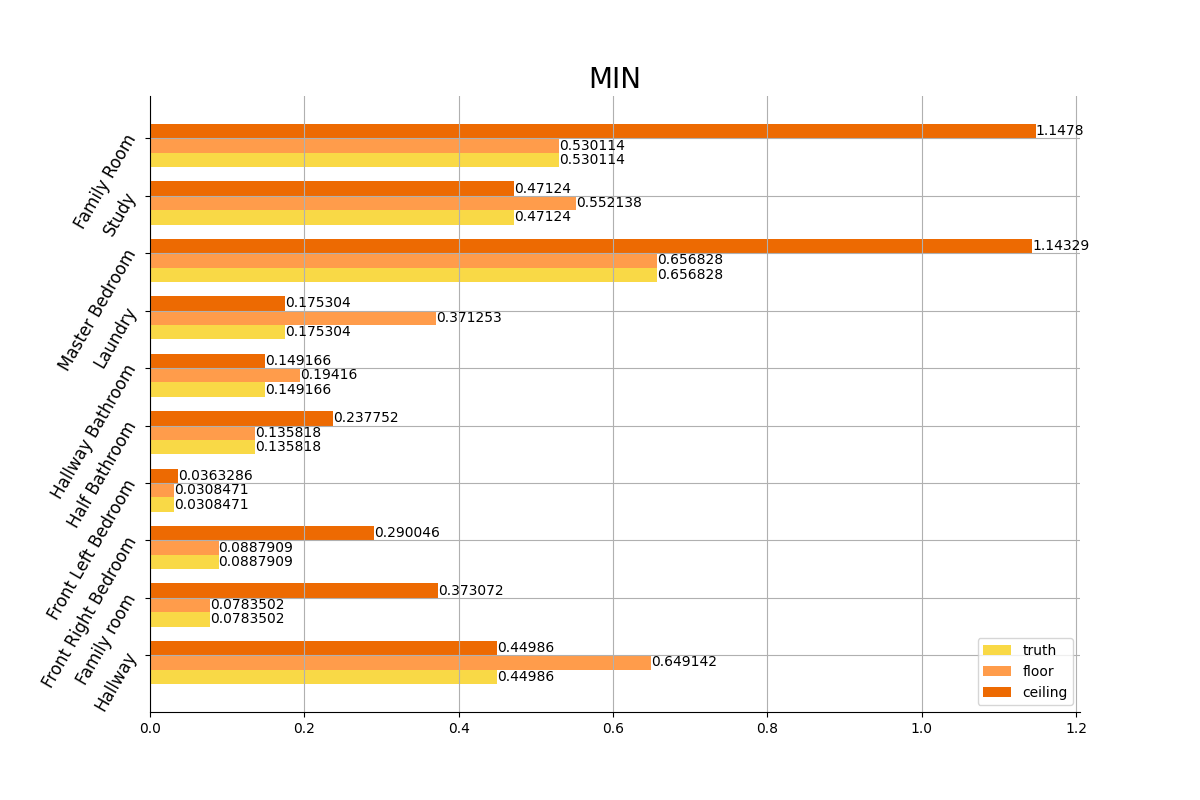 MIN
Family Room
1.1478
0.530114
0.530114
Study
0.47124
0.552138
0.47124
Master Bedroom
1.14329
0.656828
0.656828
Laundry
0.175304
0.371253
0.175304
Hallway Bathroom
0.149166
0.19416
0.149166
Half Bathroom
0.237752
0.135818
0.135818
Front Left Bedroom
0.0363286
0.0308471
0.0308471
Front Right Bedroom
0.290046
0.0887909
0.0887909
Family room
0.373072
0.0783502
0.0783502
Hallway
0.44986
0.649142
0.44986
truth
floor
ceiling
0.0 0.2 0.4 0.6 0.8 1.0 1.2